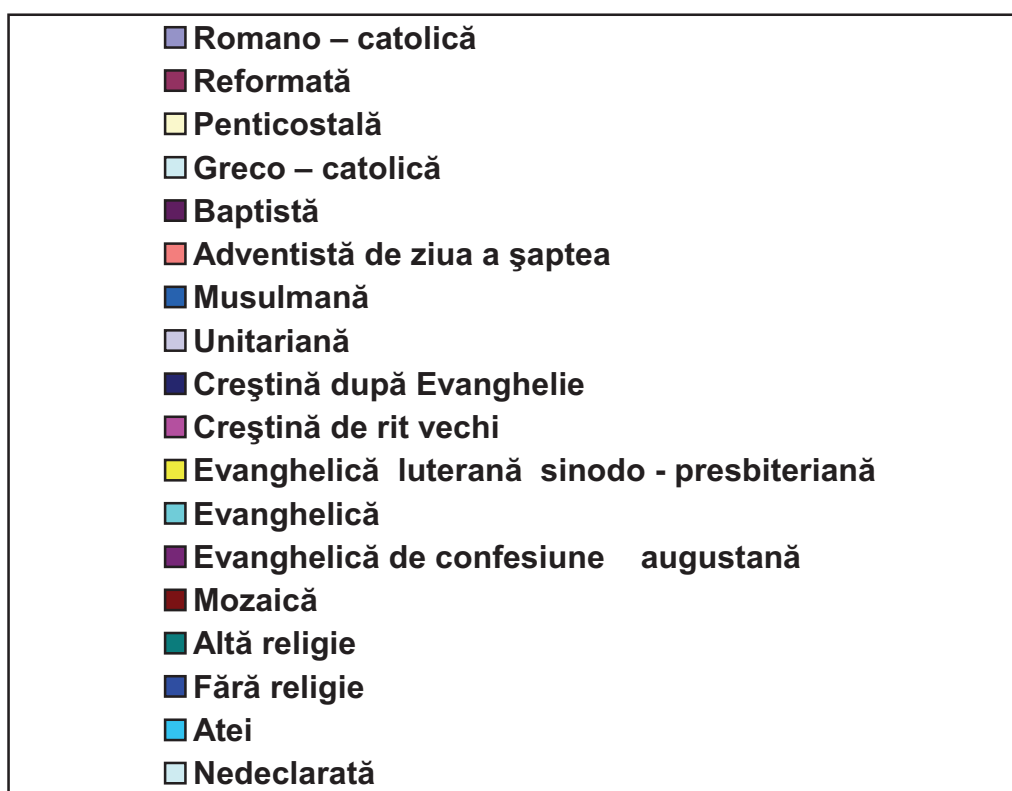 Romano – catolică
Reformată
Penticostală
Greco – catolică
Baptistă
Adventistă de ziua a şaptea
Musulmană
Unitariană
Creştină după Evanghelie
Creştină de rit vechi
Evanghelică luterană sinodo - presbiteriană
Evanghelică
Evanghelică de confesiune augustană
Mozaică
Altă religie
Fără religie
Atei
Nedeclarată